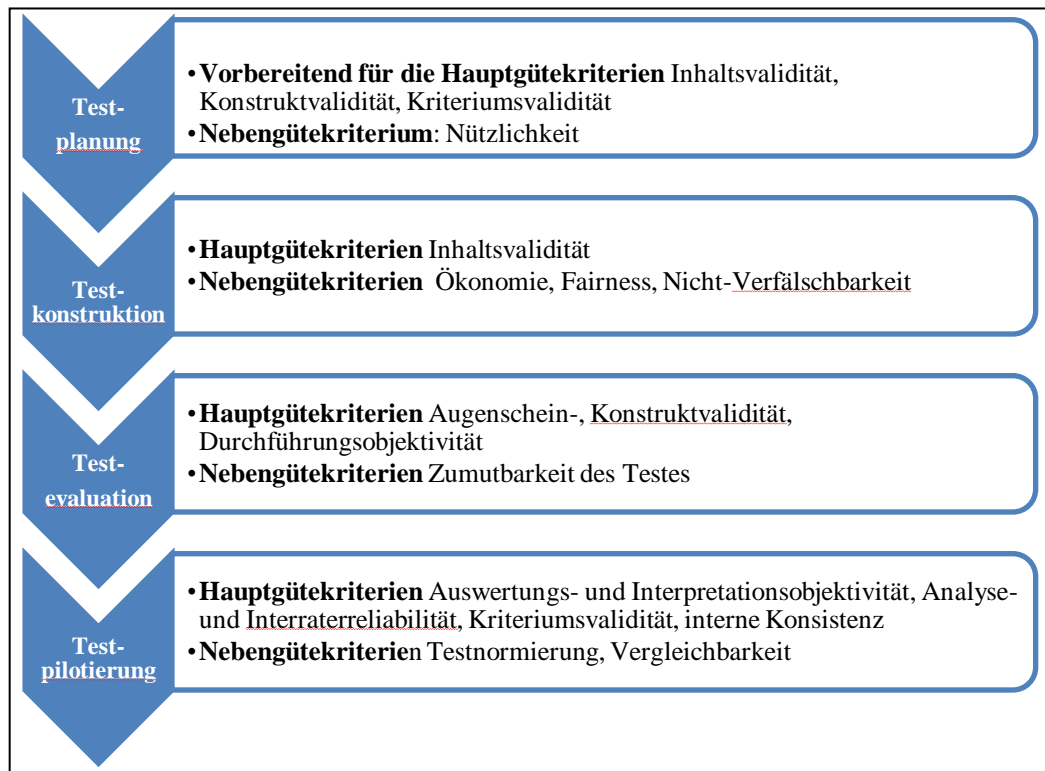 Test-
planung
•Vorbereitend für die Hauptgütekriterien Inhaltsvalidität,
Konstruktvalidität, Kriteriumsvalidität
•Nebengütekriterium: Nützlichkeit
Test-
konstruktion
•Hauptgütekriterien Inhaltsvalidität
•Nebengütekriterien Ökonomie, Fairness, Nicht-Verfälschbarkeit
Test-
evaluation
•Hauptgütekriterien Augenschein-, Konstruktvalidität,
Durchführungsobjektivität
•Nebengütekriterien Zumutbarkeit des Testes
Test-
pilotierung
•Hauptgütekriterien Auswertungs- und Interpretationsobjektivität, Analyse-
und Interraterreliabilität, Kriteriumsvalidität, interne Konsistenz
•Nebengütekriterien Testnormierung, Vergleichbarkeit